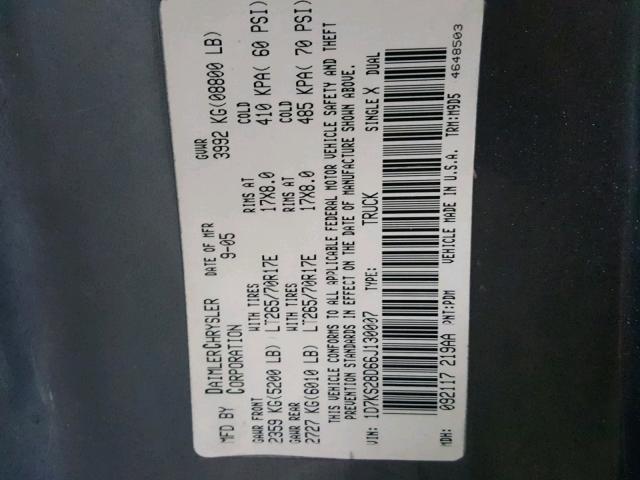 MFD BY DAIMLERCHRYSLER CORPORATION
DATE OF MFR 9-05
GVWR 3992 KG(08800 LB)
GAWR FRONT WITH TIRES RIMS AT COLD
2359 KG(5200 LB) LT265/70R17E 17X8.0 410 KPA( 60 PSI)
GAWR REAR WITH TIRES RIMS AT COLD
2727 KG(6010 LB) LT265/70R17E 17X8.0 485 KPA( 70 PSI)
THIS VEHICLE CONFORMS TO ALL APPLICABLE FEDERAL MOTOR VEHICLE SAFETY AND THEFT
PREVENTION STANDARDS IN EFFECT ON THE DATE OF MANUFACTURE SHOWN ABOVE.
VIN: 1D7KS28D66J130007 TYPE: TRUCK SINGLE X DUAL
MDH: 092117 219AA PNT:PDM VEHICLE MADE IN U.S.A. TRM:M9D5
4648503